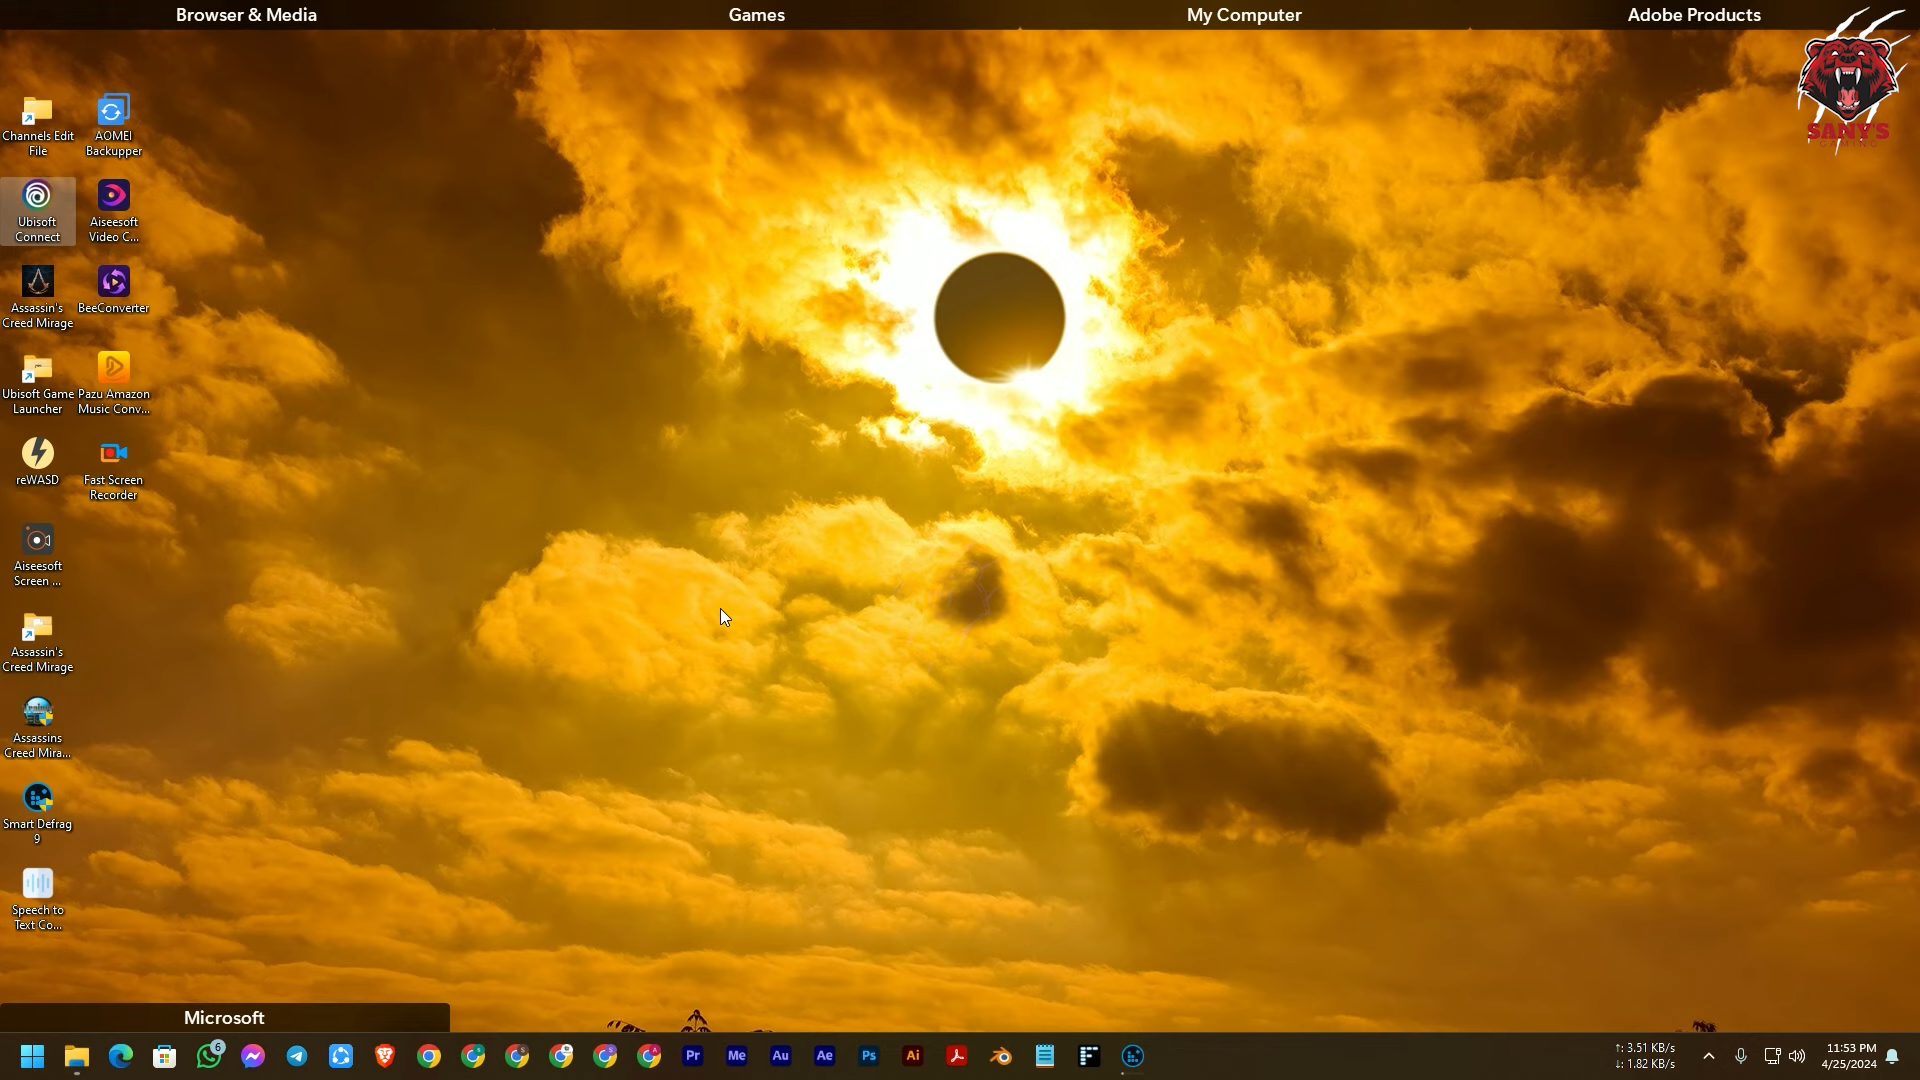 Browser & Media
Games
My Computer
Adobe Products
SANY'S
GAMING
Channels Edit
File
AOMEI
Backupper
Ubisoft
Connect
Aiseesoft
Video C...
Assassin's
Creed Mirage
BeeConverter
Ubisoft Game
Launcher
Pazu Amazon
Music Conv...
reWASD
Fast Screen
Recorder
Aiseesoft
Screen ...
Assassin's
Creed Mirage
Assassins
Creed Mira...
Smart Defrag
9
Speech to
Text Co...
Microsoft
6
Pr
Me
Au
Ae
Ps
Ai
↑: 3.51 KB/s
↓: 1.82 KB/s
11:53 PM
4/25/2024